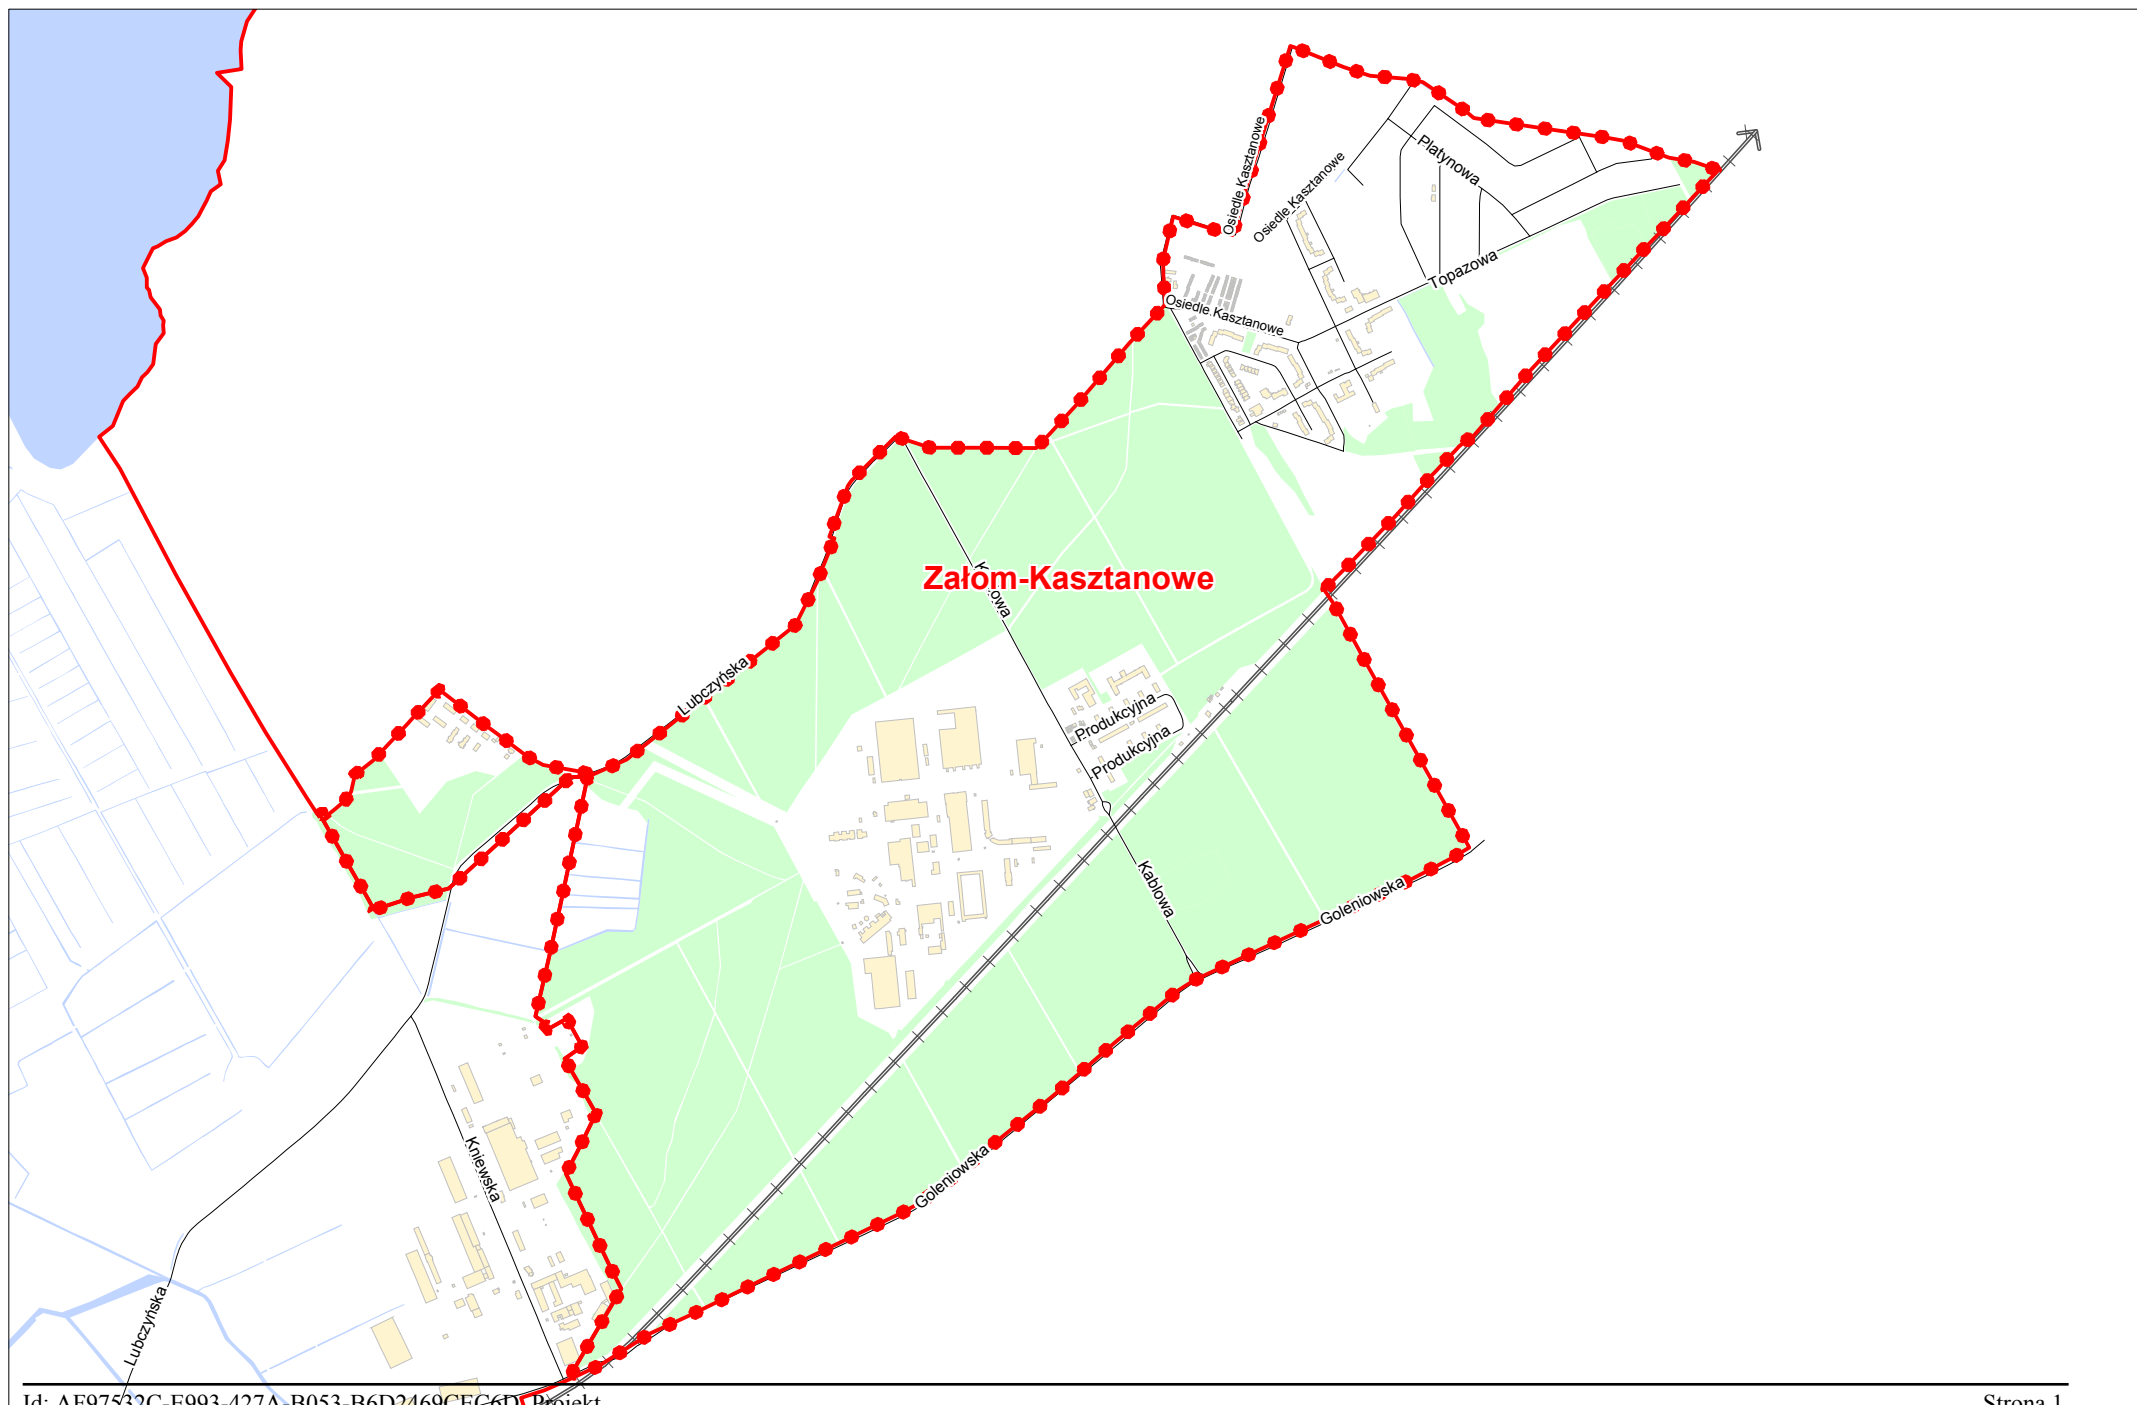 Osiedle Kasztanowe
Osiedle Kasztanowe
Platynowa
Topazowa
Osiedle Kasztanowe
Załom-Kasztanowe
Lubczyńska
Produkcyjna
Produkcyjna
Kablowa
Goleniowska
Goleniowska
Kniewska
Lubczyńska
Strona 1